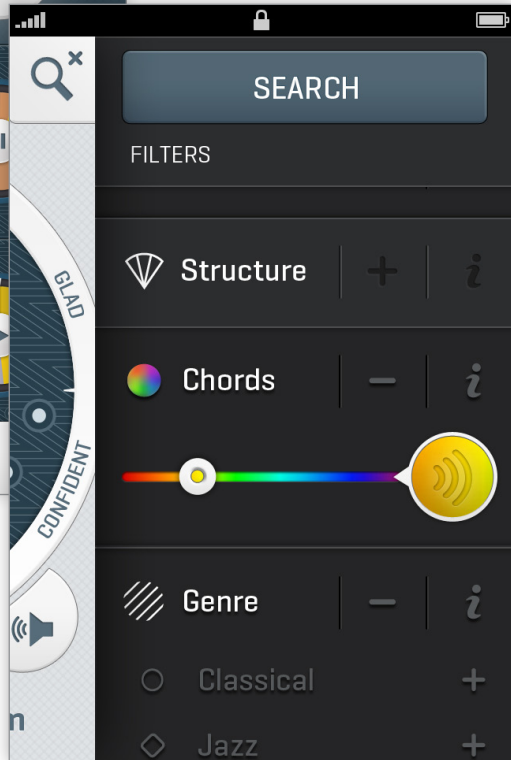 SEARCH
FILTERS
Structure
GLAD
Chords
CONFIDENT
Genre
Classical
Jazz